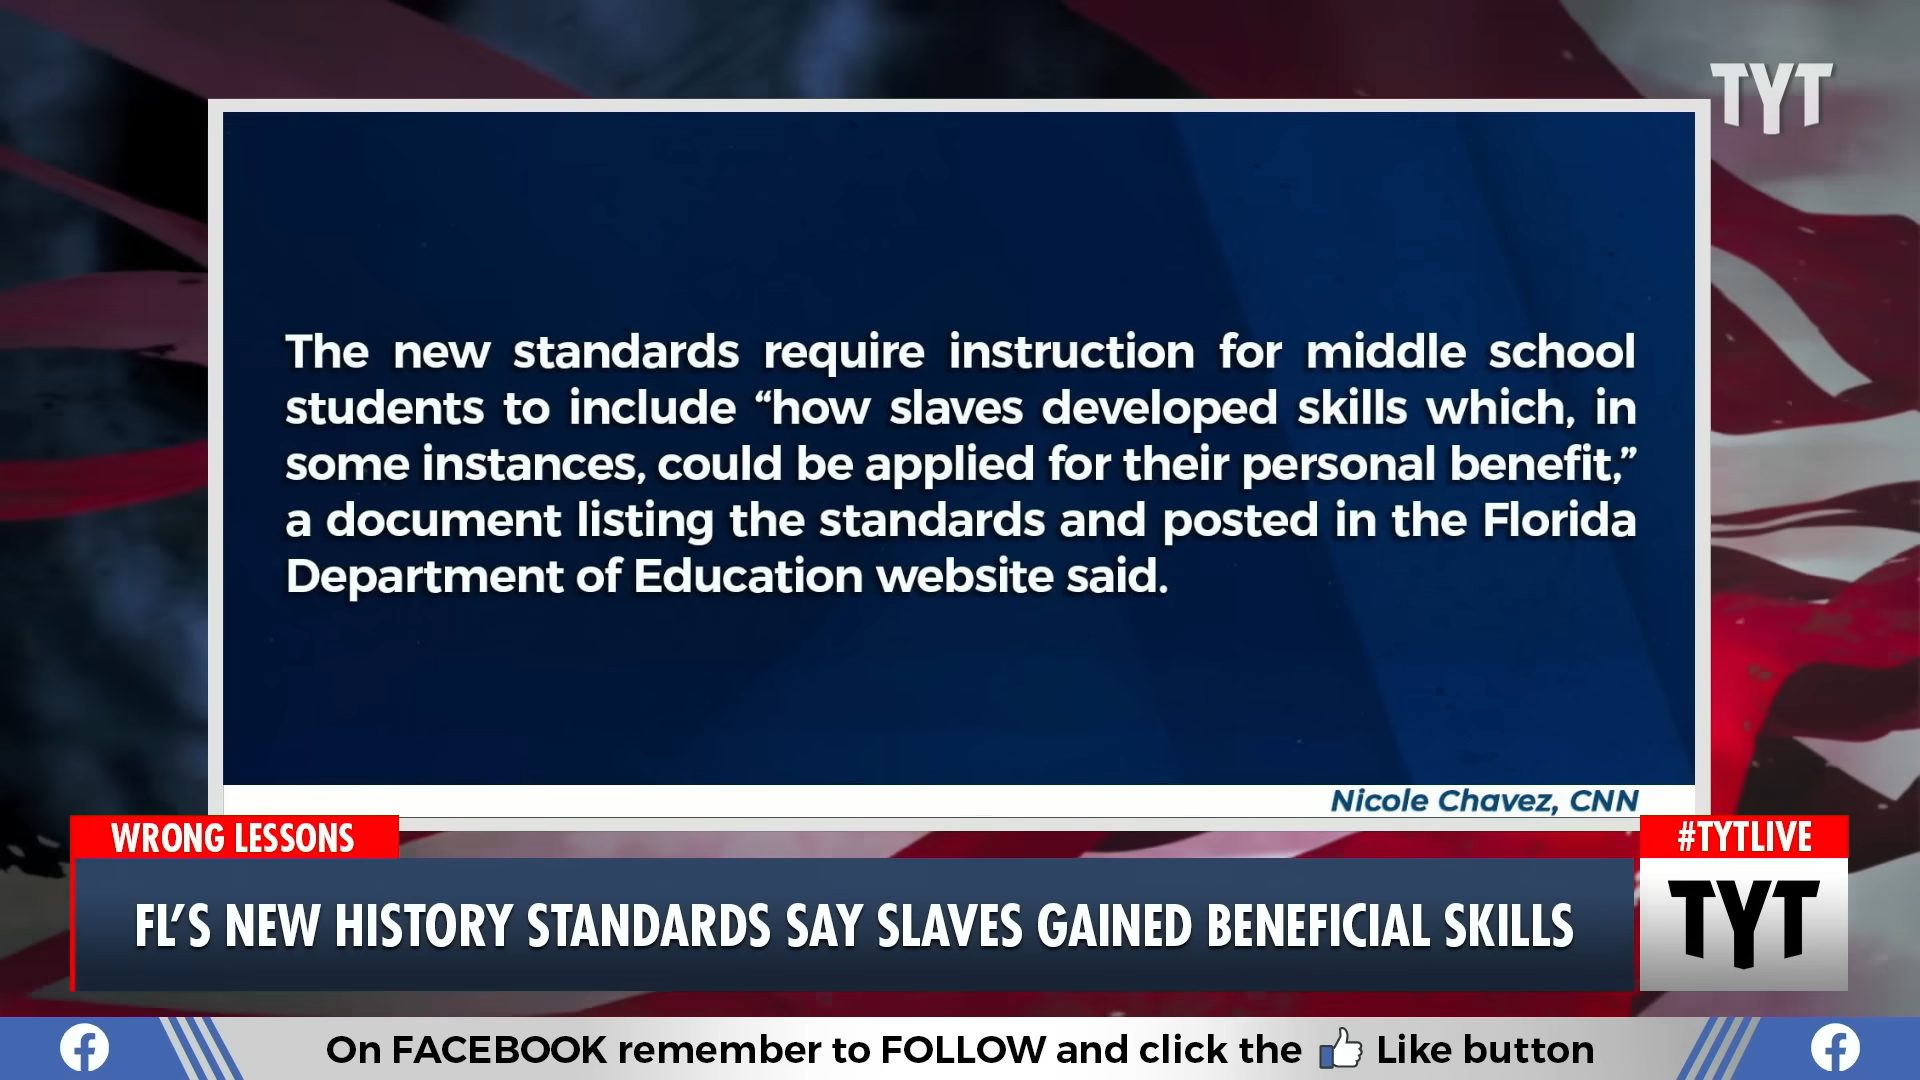 TYT
The new standards require instruction for middle school
students to include “how slaves developed skills which, in
some instances, could be applied for their personal benefit,”
a document listing the standards and posted in the Florida
Department of Education website said.
Nicole Chavez, CNN
WRONG LESSONS
#TYTLIVE
FL’S NEW HISTORY STANDARDS SAY SLAVES GAINED BENEFICIAL SKILLS
TYT
On FACEBOOK remember to FOLLOW and click the Like button